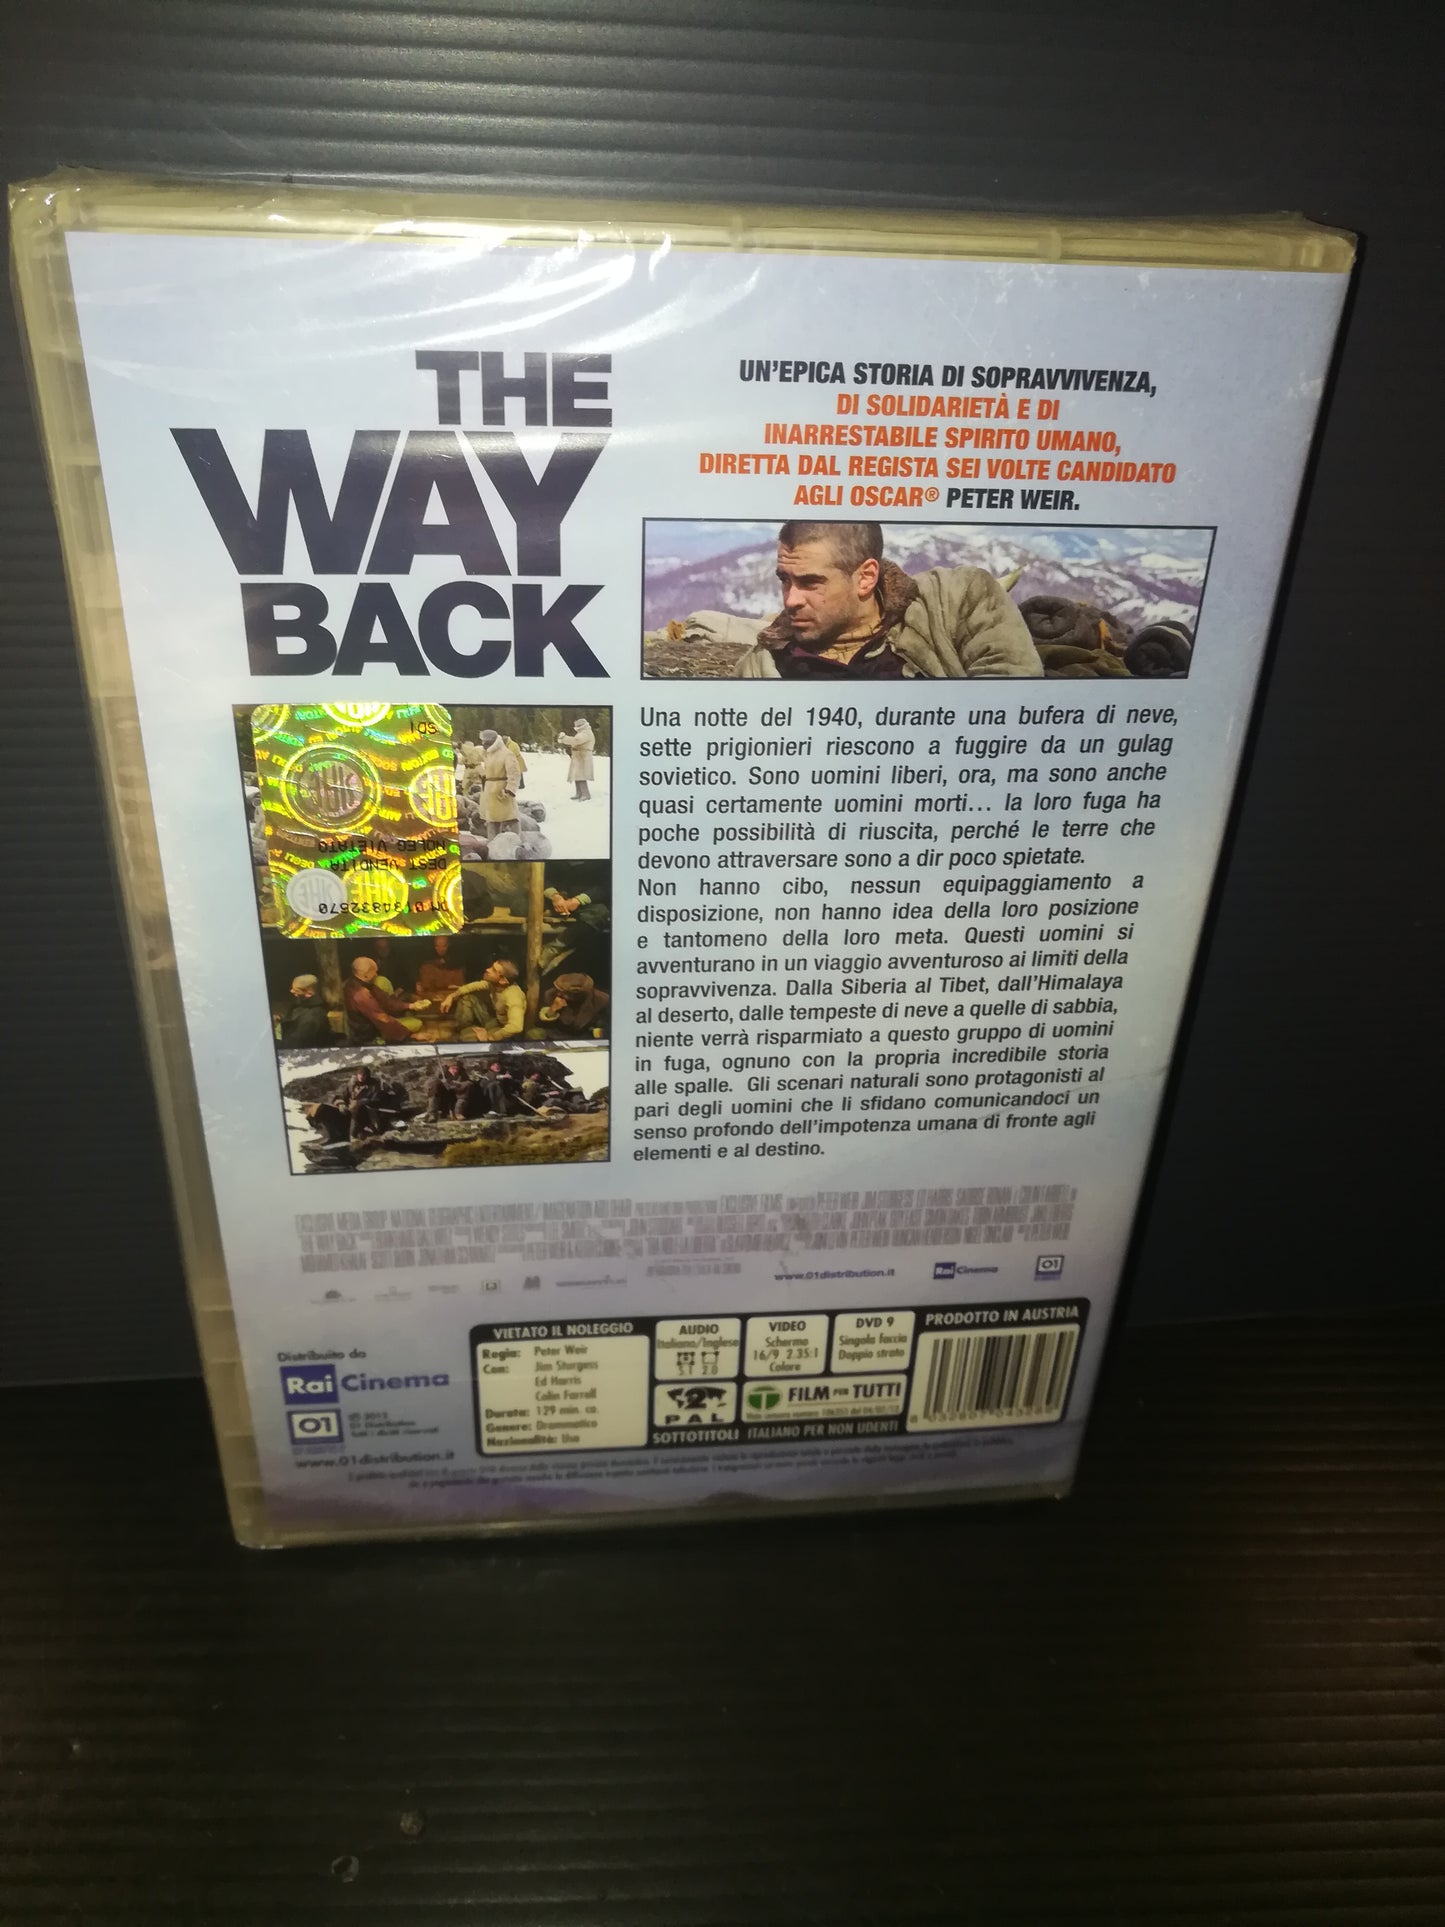 THE
WAY
BACK
UN'EPICA STORIA DI SOPRAVVIVENZA,
DI SOLIDARIETÀ E DI
INARRESTABILE SPIRITO UMANO,
DIRETTA DAL REGISTA SEI VOLTE CANDIDATO
AGLI OSCAR® PETER WEIR.
Una notte del 1940, durante una bufera di neve,
sette prigionieri riescono a fuggire da un gulag
sovietico. Sono uomini liberi, ora, ma sono anche
quasi certamente uomini morti... la loro fuga ha
poche possibilità di riuscita, perché le terre che
devono attraversare sono a dir poco spietate.
Non hanno cibo, nessun equipaggiamento a
disposizione, non hanno idea della loro posizione
e tantomeno della loro meta. Questi uomini si
avventurano in un viaggio avventuroso ai limiti della
sopravvivenza. Dalla Siberia al Tibet, dall'Himalaya
al deserto, dalle tempeste di neve a quelle di sabbia,
niente verrà risparmiato a questo gruppo di uomini
in fuga, ognuno con la propria incredibile storia
alle spalle. Gli scenari naturali sono protagonisti al
pari degli uomini che li sfidano comunicandoci un
senso profondo dell'impotenza umana di fronte agli
elementi e al destino.
NOLEG VIETATO
DEST VENDITA
www.01distribution.it
Rai Cinema
01
Distribuito da
Rai Cinema
01
www.01distribution.it
VIETATO IL NOLEGGIO
Regia: Peter Weir
Con: Jim Sturgess
Ed Harris
Colin Farrell
Durata: 129 min. ca.
Genere: Drammatico
Nazionalità: Usa
AUDIO
Italiano/Inglese
5.1 2.0
VIDEO
Schermo
16/9 2.35:1
Colore
DVD 9
Singola faccia
Doppio strato
PRODOTTO IN AUSTRIA
2
PAL
T FILM PER TUTTI
SOTTOTITOLI ITALIANO PER NON UDENTI